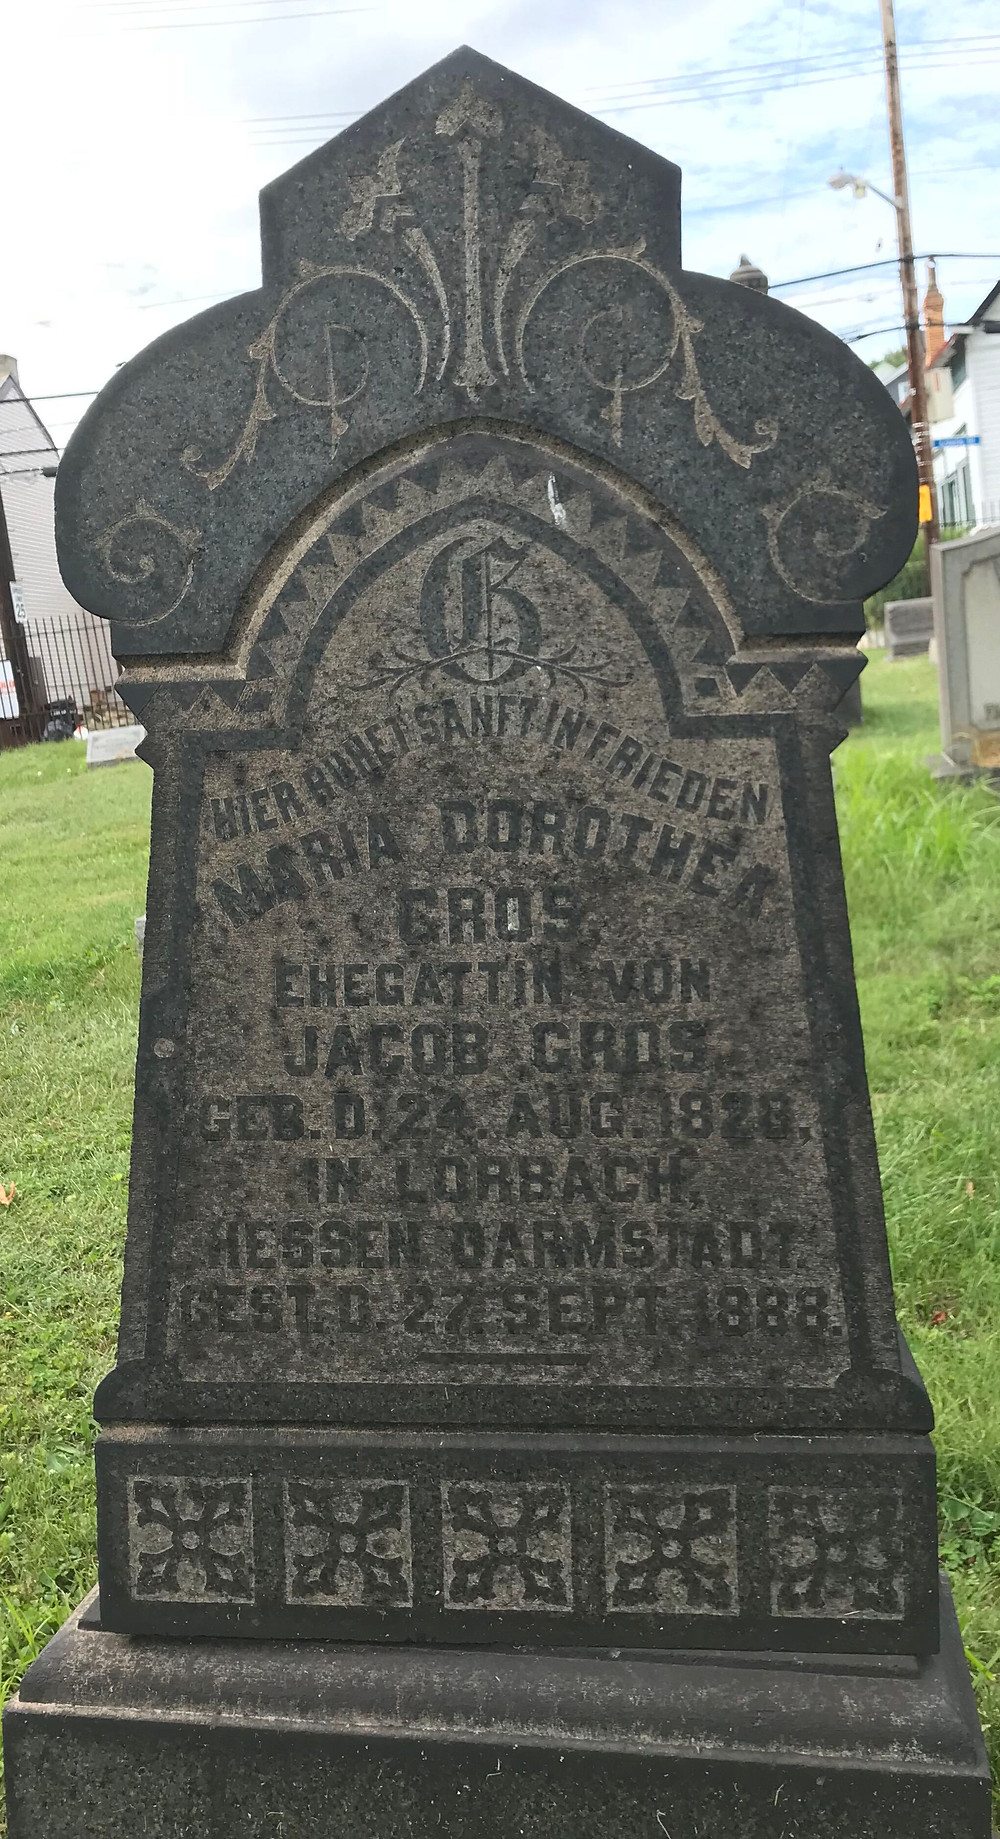 G
HIER RUHET SANFT IN FRIEDEN
MARIA DOROTHEA
GROS
EHEGATTIN VON
JACOB GROS
GEB. D. 24. AUG. 1828,
IN LORBACH,
HESSEN DARMSTADT.
GEST. D. 27. SEPT. 1888.
25